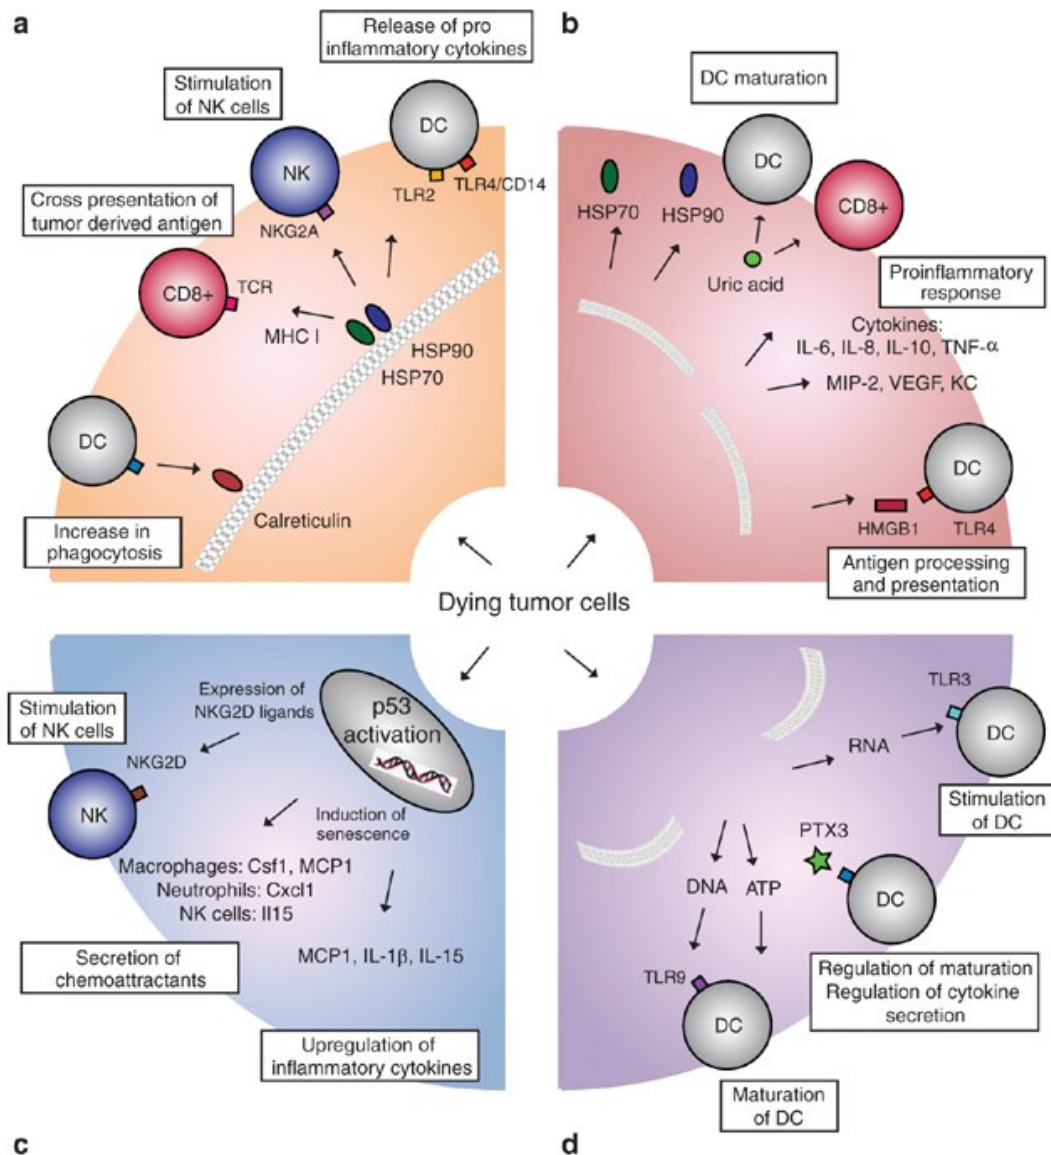 a
Release of pro
inflammatory cytokines
Stimulation
of NK cells
DC
NK
TLR2
TLR4/CD14
Cross presentation of
tumor derived antigen
NKG2A
CD8+
TCR
MHC I
HSP90
HSP70
DC
Calreticulin
Increase in
phagocytosis
b
DC maturation
DC
HSP70
HSP90
CD8+
Uric acid
Proinflammatory
response
Cytokines:
IL-6, IL-8, IL-10, TNF-α
MIP-2, VEGF, KC
DC
HMGB1
TLR4
Antigen processing
and presentation
Dying tumor cells
Expression of
NKG2D ligands
p53
activation
Stimulation
of NK cells
NKG2D
NK
Induction of
senescence
Macrophages: Csf1, MCP1
Neutrophils: Cxcl1
NK cells: Il15
Secretion of
chemoattractants
MCP1, IL-1β, IL-15
Upregulation of
inflammatory cytokines
c
TLR3
RNA
DC
Stimulation
of DC
PTX3
DNA
ATP
DC
TLR9
Regulation of maturation
Regulation of cytokine
secretion
DC
Maturation
of DC
d